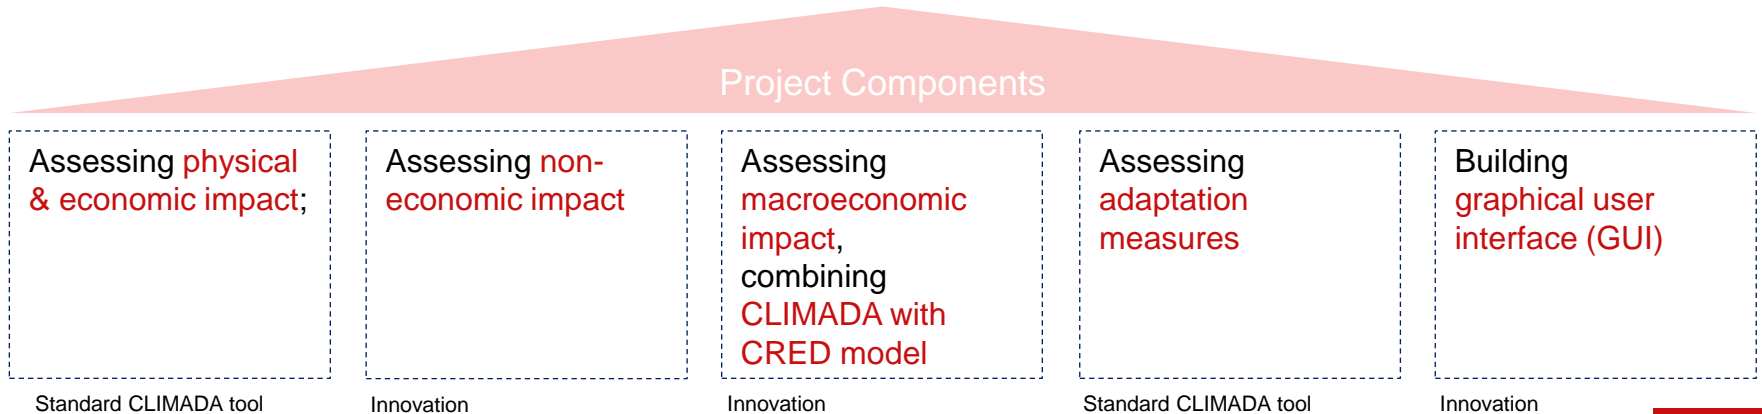 Project Components
Assessing physical
& economic impact;
Assessing non-
economic impact
Assessing
macroeconomic
impact,
combining
CLIMADA with
CRED model
Assessing
adaptation
measures
Building
graphical user
interface (GUI)
Standard CLIMADA tool
Innovation
Innovation
Standard CLIMADA tool
Innovation